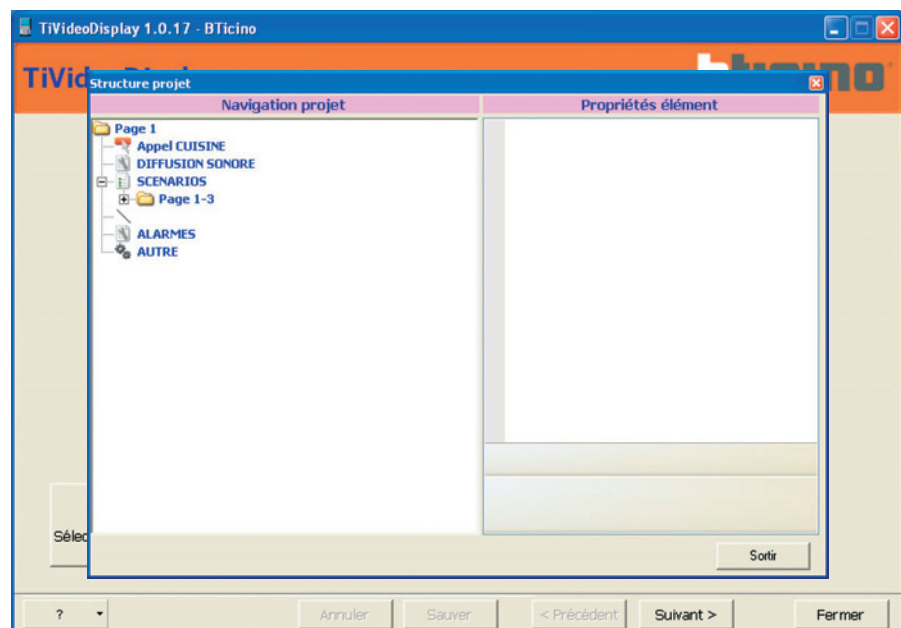 TiVideoDisplay 1.0.17 - BTicino
TiVid
Structure projet
Navigation projet
Propriétés élément
Page 1
Appel CUISINE
DIFFUSION SONORE
SCENARIOS
Page 1-3
ALARMES
AUTRE
Sélec
Sortir
?
Annuler
Sauver
< Précédent
Suivant >
Fermer